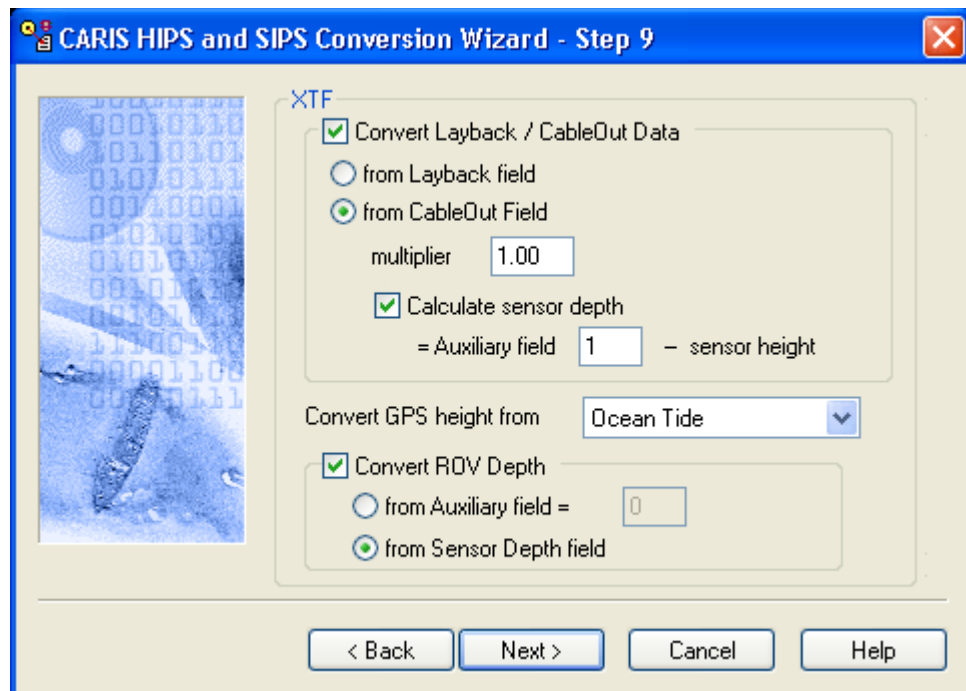 CARIS HIPS and SIPS Conversion Wizard - Step 9
XTF
Convert Layback / CableOut Data
from Layback field
from CableOut Field
multiplier 1.00
Calculate sensor depth
= Auxiliary field 1 – sensor height
Convert GPS height from Ocean Tide
Convert ROV Depth
from Auxiliary field = 0
from Sensor Depth field
< Back Next > Cancel Help